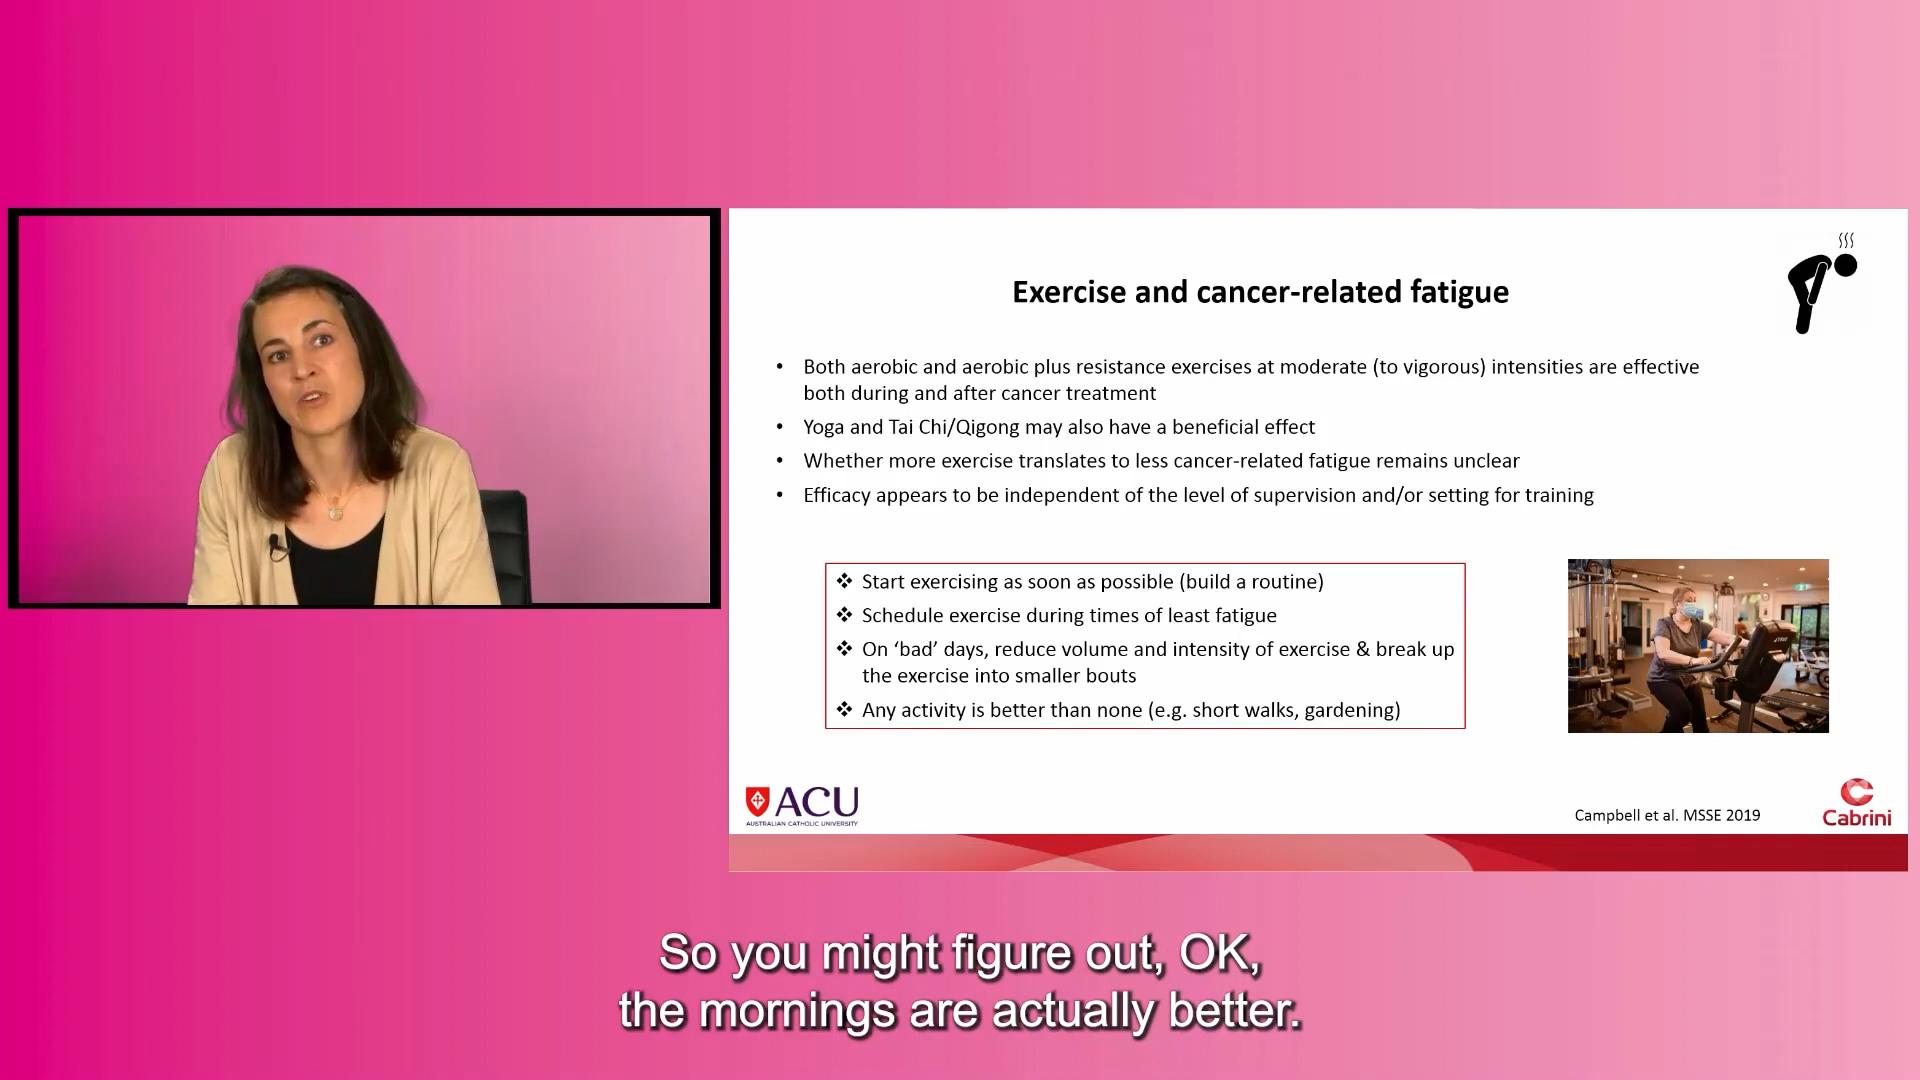 Exercise and cancer-related fatigue
• Both aerobic and aerobic plus resistance exercises at moderate (to vigorous) intensities are effective
both during and after cancer treatment
• Yoga and Tai Chi/Qigong may also have a beneficial effect
• Whether more exercise translates to less cancer-related fatigue remains unclear
• Efficacy appears to be independent of the level of supervision and/or setting for training
❖ Start exercising as soon as possible (build a routine)
❖ Schedule exercise during times of least fatigue
❖ On ‘bad’ days, reduce volume and intensity of exercise & break up
the exercise into smaller bouts
❖ Any activity is better than none (e.g. short walks, gardening)
ACU
AUSTRALIAN CATHOLIC UNIVERSITY
Campbell et al. MSSE 2019
Cabrini
So you might figure out, OK,
the mornings are actually better.